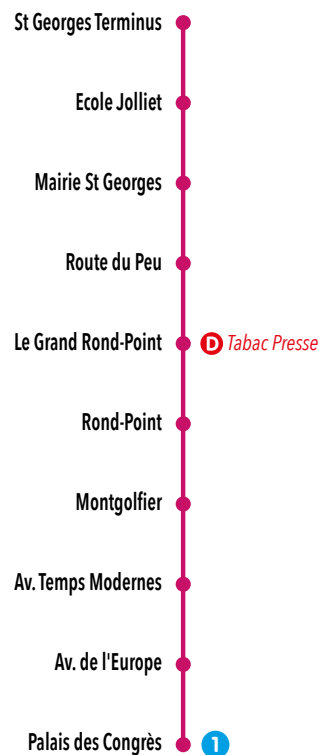 St Georges Terminus
Ecole Jolliet
Mairie St Georges
Route du Peu
Le Grand Rond-Point D Tabac Presse
Rond-Point
Montgolfier
Av. Temps Modernes
Av. de l'Europe
Palais des Congrès 1